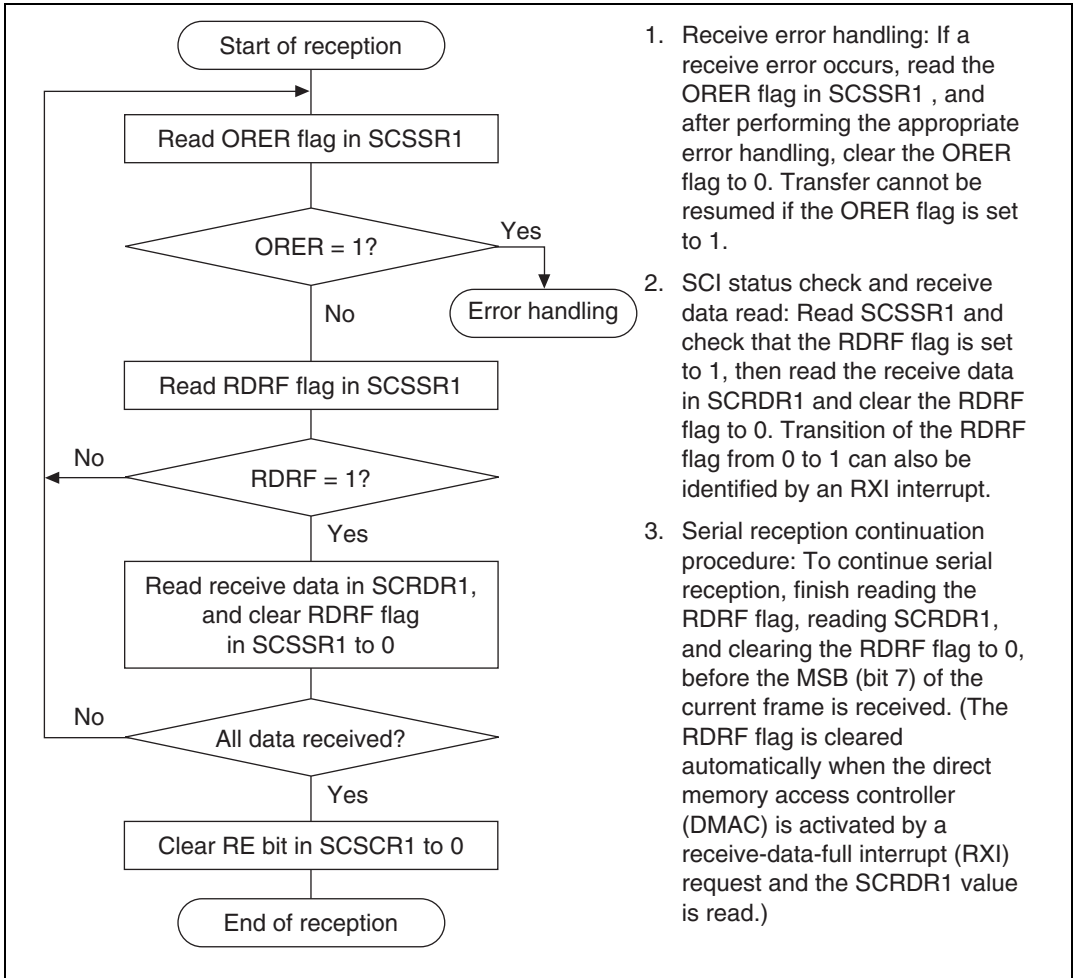 Start of reception
Read ORER flag in SCSSR1
ORER = 1?
Yes
Error handling
No
Read RDRF flag in SCSSR1
No
RDRF = 1?
Yes
Read receive data in SCRDR1,
and clear RDRF flag
in SCSSR1 to 0
No
All data received?
Yes
Clear RE bit in SCSCR1 to 0
End of reception
1. Receive error handling: If a
receive error occurs, read the
ORER flag in SCSSR1 , and
after performing the appropriate
error handling, clear the ORER
flag to 0. Transfer cannot be
resumed if the ORER flag is set
to 1.
2. SCI status check and receive
data read: Read SCSSR1 and
check that the RDRF flag is set
to 1, then read the receive data
in SCRDR1 and clear the RDRF
flag to 0. Transition of the RDRF
flag from 0 to 1 can also be
identified by an RXI interrupt.
3. Serial reception continuation
procedure: To continue serial
reception, finish reading the
RDRF flag, reading SCRDR1,
and clearing the RDRF flag to 0,
before the MSB (bit 7) of the
current frame is received. (The
RDRF flag is cleared
automatically when the direct
memory access controller
(DMAC) is activated by a
receive-data-full interrupt (RXI)
request and the SCRDR1 value
is read.)